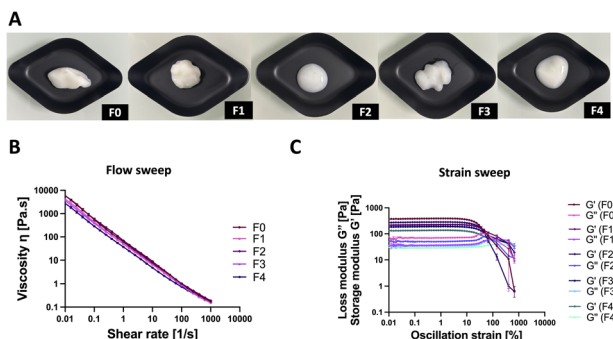 A
F0
F1
F2
F3
F4
B
Flow sweep
Viscosity η [Pa.s]
10000
1000
100
10
1
0.1
0.01
0.1
1
10
100
1000
10000
Shear rate [1/s]
F0
F1
F2
F3
F4
C
Strain sweep
Loss modulus G'' [Pa]
Storage modulus G' [Pa]
1000
100
10
1
0.1
0.01
0.1
1
10
100
1000
10000
Oscillation strain [%]
G' (F0
G'' (F0
G' (F1
G'' (F1
G' (F2
G'' (F2
G' (F3
G'' (F3
G' (F4
G'' (F4